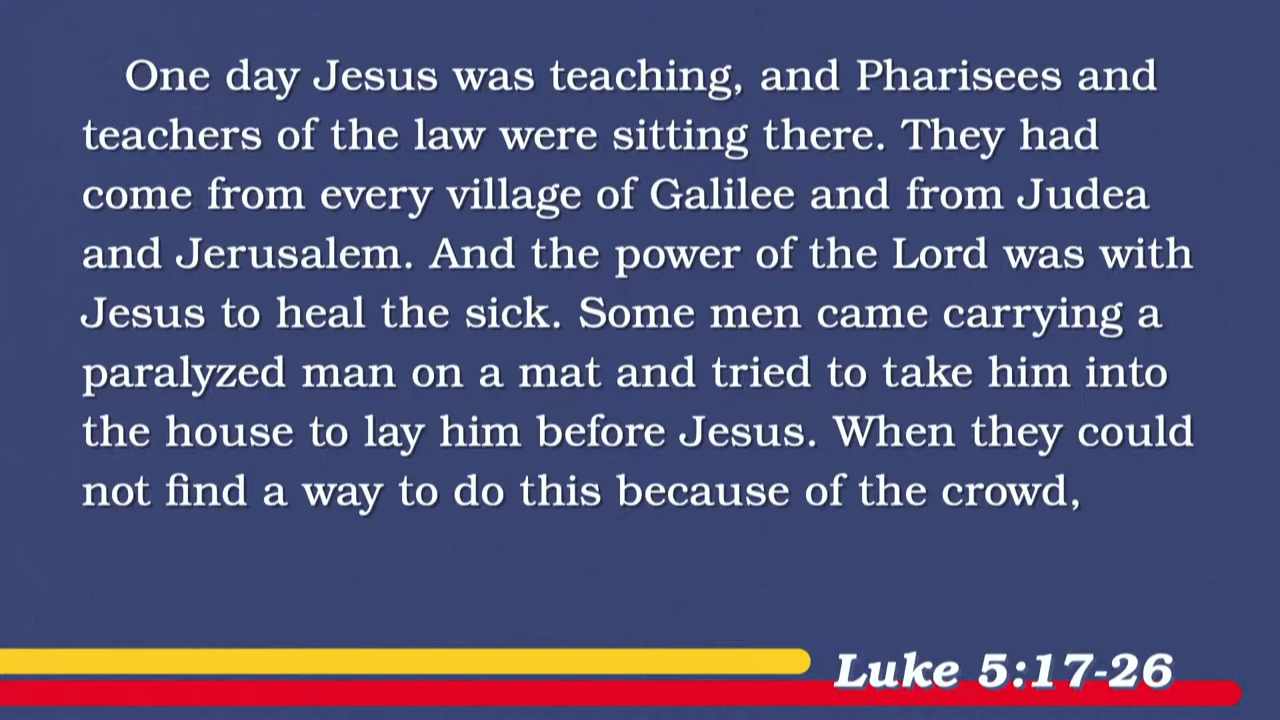 One day Jesus was teaching, and Pharisees and
teachers of the law were sitting there. They had
come from every village of Galilee and from Judea
and Jerusalem. And the power of the Lord was with
Jesus to heal the sick. Some men came carrying a
paralyzed man on a mat and tried to take him into
the house to lay him before Jesus. When they could
not find a way to do this because of the crowd,
Luke 5:17-26